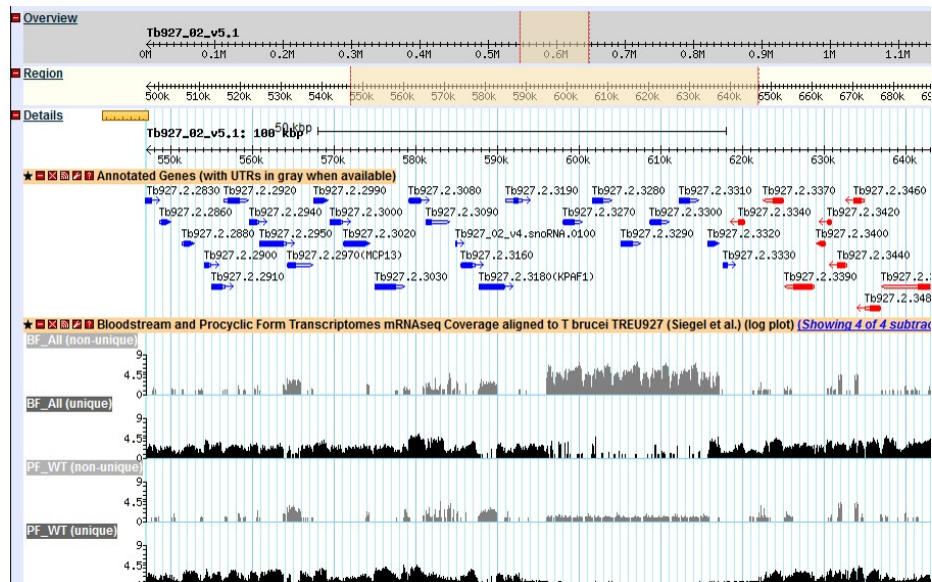 Overview
Tb927_02_v5.1
0M 0.1M 0.2M 0.3M 0.4M 0.5M 0.6M 0.7M 0.8M 0.9M 1M 1.1M
Region
500k 510k 520k 530k 540k 550k 560k 570k 580k 590k 600k 610k 620k 630k 640k 650k 660k 670k 680k
Details
50 kbp
Tb927_02_v5.1: 100 kbp
550k 560k 570k 580k 590k 600k 610k 620k 630k 640k
Annotated Genes (with UTRs in gray when available)
Tb927.2.2830 Tb927.2.2920 Tb927.2.2990 Tb927.2.3080 Tb927.2.3190 Tb927.2.3280 Tb927.2.3310 Tb927.2.3370 Tb927.2.3460
Tb927.2.2860 Tb927.2.2940 Tb927.2.3000 Tb927.2.3090 Tb927.2.3270 Tb927.2.3300 Tb927.2.3340 Tb927.2.3420
Tb927.2.2880 Tb927.2.2950 Tb927.2.3020 Tb927_02_v4.snoRNA.0100 Tb927.2.3290 Tb927.2.3320 Tb927.2.3400
Tb927.2.2900 Tb927.2.2970(MCP13) Tb927.2.3160 Tb927.2.3330 Tb927.2.3440
Tb927.2.2910 Tb927.2.3030 Tb927.2.3180(KPAF1) Tb927.2.3390
Bloodstream and Procyclic Form Transcriptomes mRNAseq Coverage aligned to T brucei TREU927 (Siegel et al.) (log plot) (Showing 4 of 4 subtrac
BF_All (non-unique)
9
4.5
0
BF_All (unique)
9
4.5
0
PF_WT (non-unique)
9
4.5
0
PF_WT (unique)
9
4.5